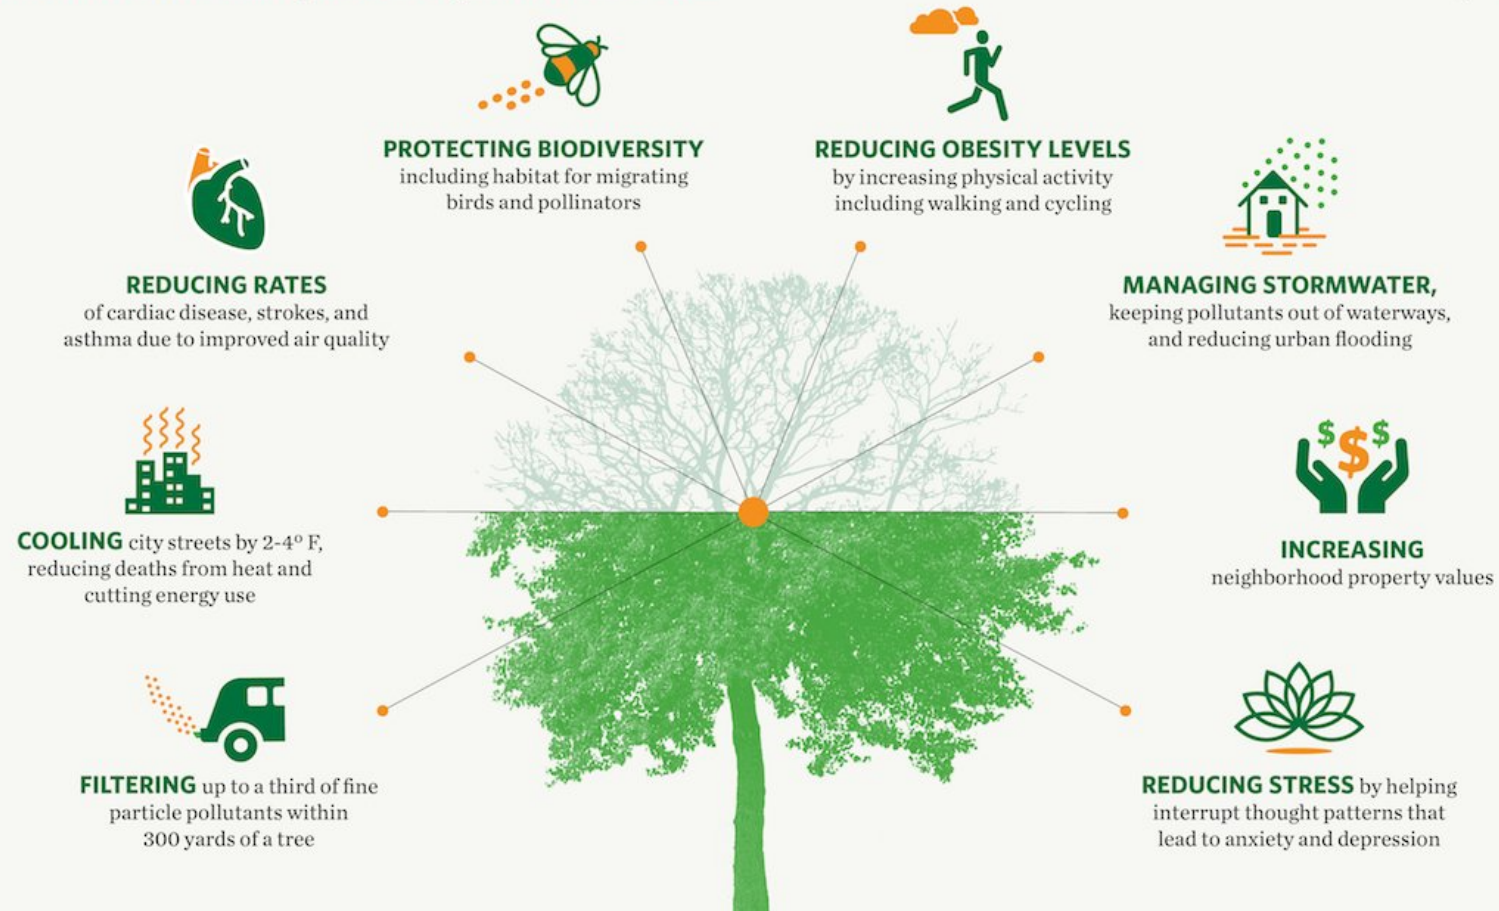 PROTECTING BIODIVERSITY
including habitat for migrating
birds and pollinators
REDUCING OBESITY LEVELS
by increasing physical activity
including walking and cycling
REDUCING RATES
of cardiac disease, strokes, and
asthma due to improved air quality
MANAGING STORMWATER,
keeping pollutants out of waterways,
and reducing urban flooding
COOLING city streets by 2-4º F,
reducing deaths from heat and
cutting energy use
$ $ $
INCREASING
neighborhood property values
FILTERING up to a third of fine
particle pollutants within
300 yards of a tree
REDUCING STRESS by helping
interrupt thought patterns that
lead to anxiety and depression